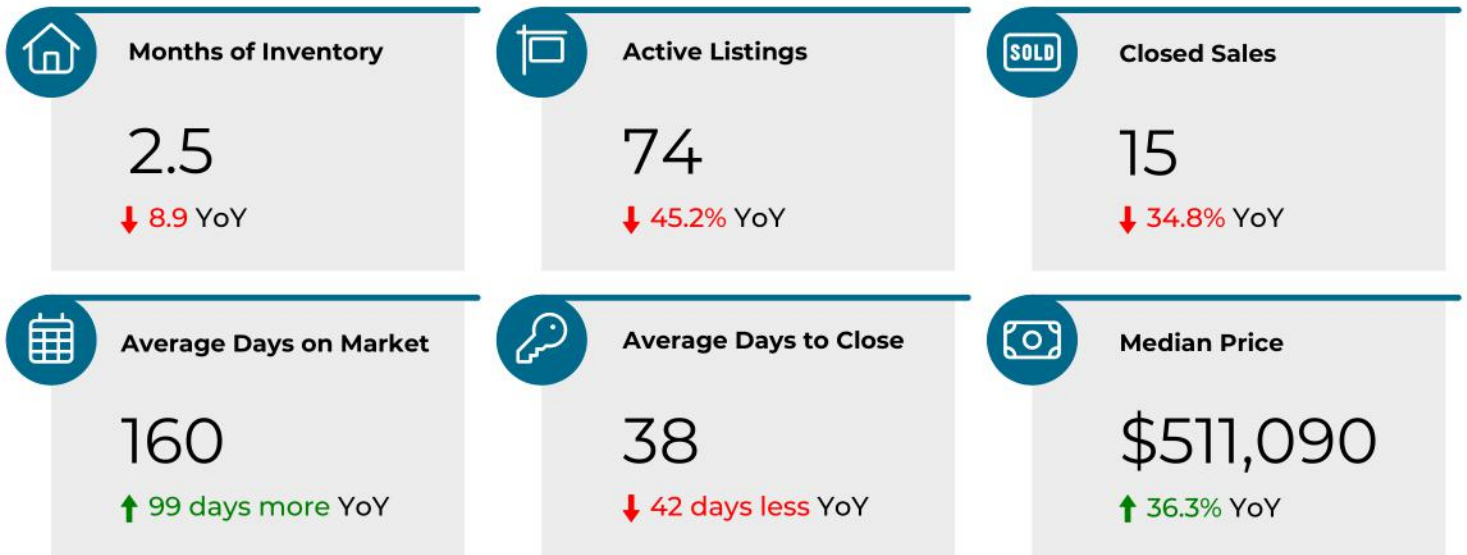 Months of Inventory
2.5
↓ 8.9 YoY
Active Listings
74
↓ 45.2% YoY
SOLD
Closed Sales
15
↓ 34.8% YoY
Average Days on Market
160
↑ 99 days more YoY
Average Days to Close
38
↓ 42 days less YoY
Median Price
$511,090
↑ 36.3% YoY